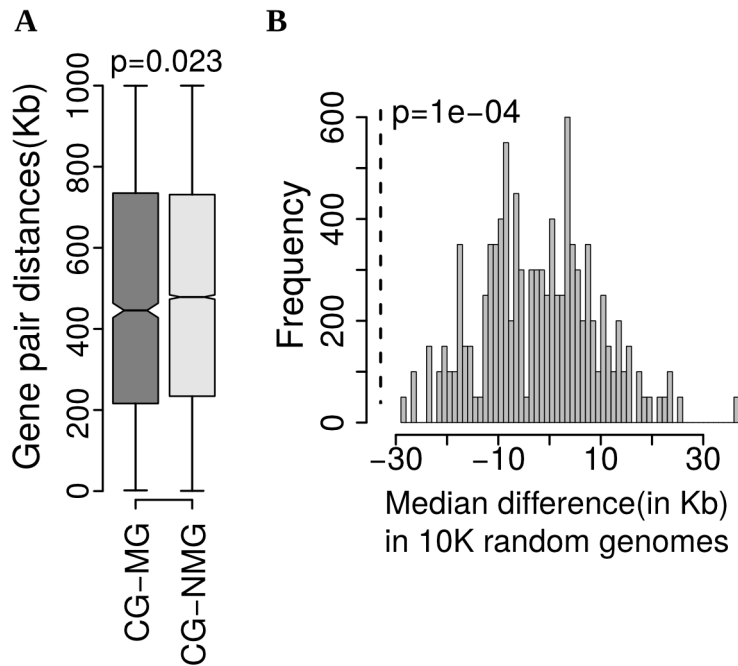 A
p=0.023
Gene pair distances(Kb)
0
200
400
600
800
1000
CG−MG
CG−NMG
B
p=1e−04
Frequency
0
200
400
600
−30
−10
10
30
Median difference(in Kb)
in 10K random genomes